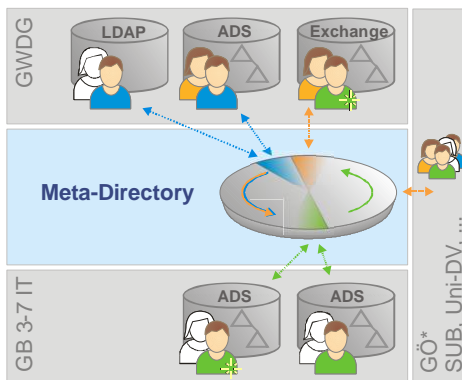 GWDG
LDAP
ADS
Exchange
Meta-Directory
GB 3-7 IT
ADS
ADS
GÖ*
SUB. Uni-DV, ...